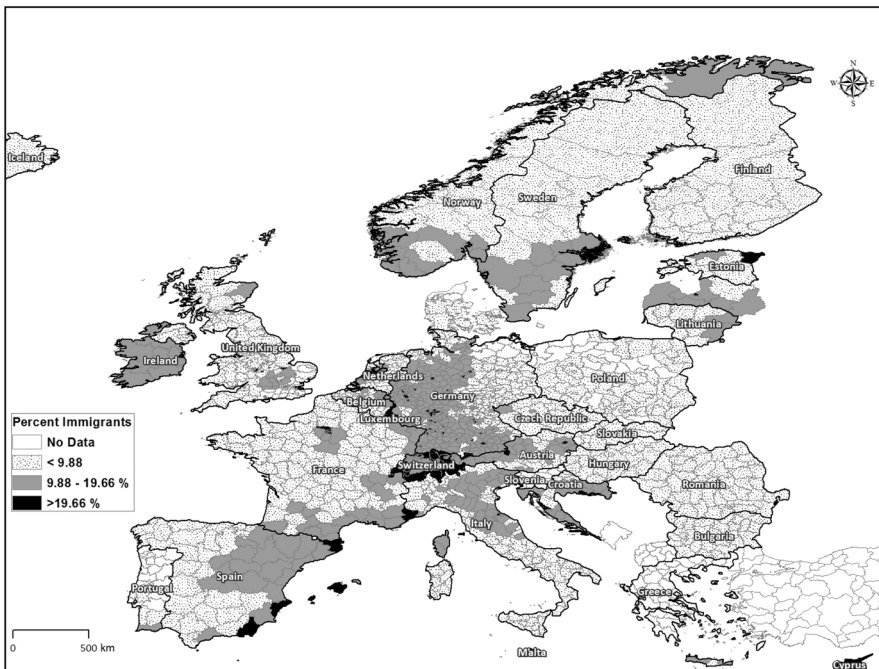 N
W
E
S
Iceland
Finland
Norway
Sweden
Estonia
Lithuania
Ireland
United Kingdom
Netherlands
Poland
Belgium
Germany
Luxembourg
Czech Republic
Slovakia
Percent Immigrants
No Data
< 9.88
9.88 - 19.66 %
>19.66 %
France
Switzerland
Austria
Hungary
Slovenia
Croatia
Romania
Italy
Bulgaria
Portugal
Spain
Greece
0
500 km
Malta
Cyprus